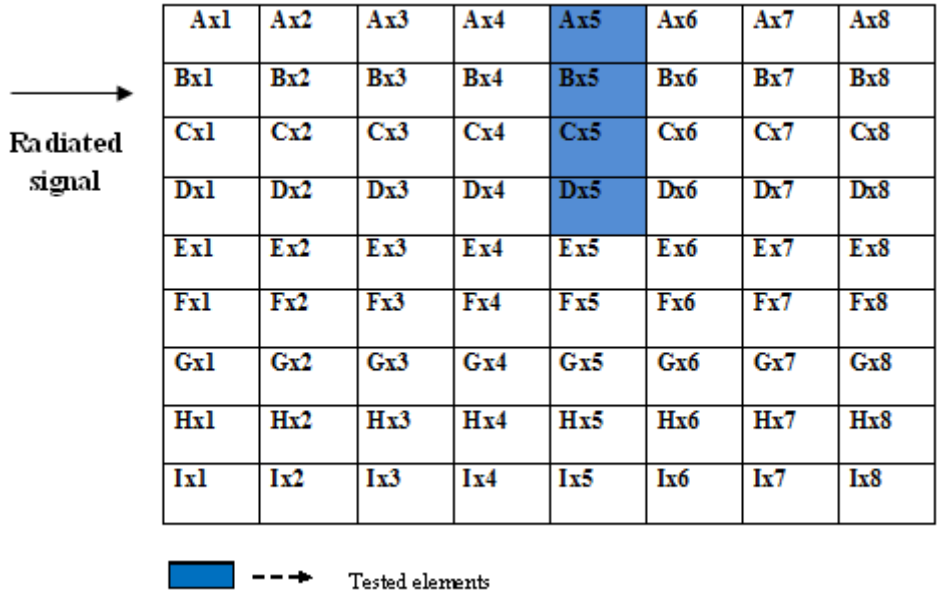 Ax1 Ax2 Ax3 Ax4 Ax5 Ax6 Ax7 Ax8
Bx1 Bx2 Bx3 Bx4 Bx5 Bx6 Bx7 Bx8
Radiated
signal
Cx1 Cx2 Cx3 Cx4 Cx5 Cx6 Cx7 Cx8
Dx1 Dx2 Dx3 Dx4 Dx5 Dx6 Dx7 Dx8
Ex1 Ex2 Ex3 Ex4 Ex5 Ex6 Ex7 Ex8
Fx1 Fx2 Fx3 Fx4 Fx5 Fx6 Fx7 Fx8
Gx1 Gx2 Gx3 Gx4 Gx5 Gx6 Gx7 Gx8
Hx1 Hx2 Hx3 Hx4 Hx5 Hx6 Hx7 Hx8
Ix1 Ix2 Ix3 Ix4 Ix5 Ix6 Ix7 Ix8
Tested elements